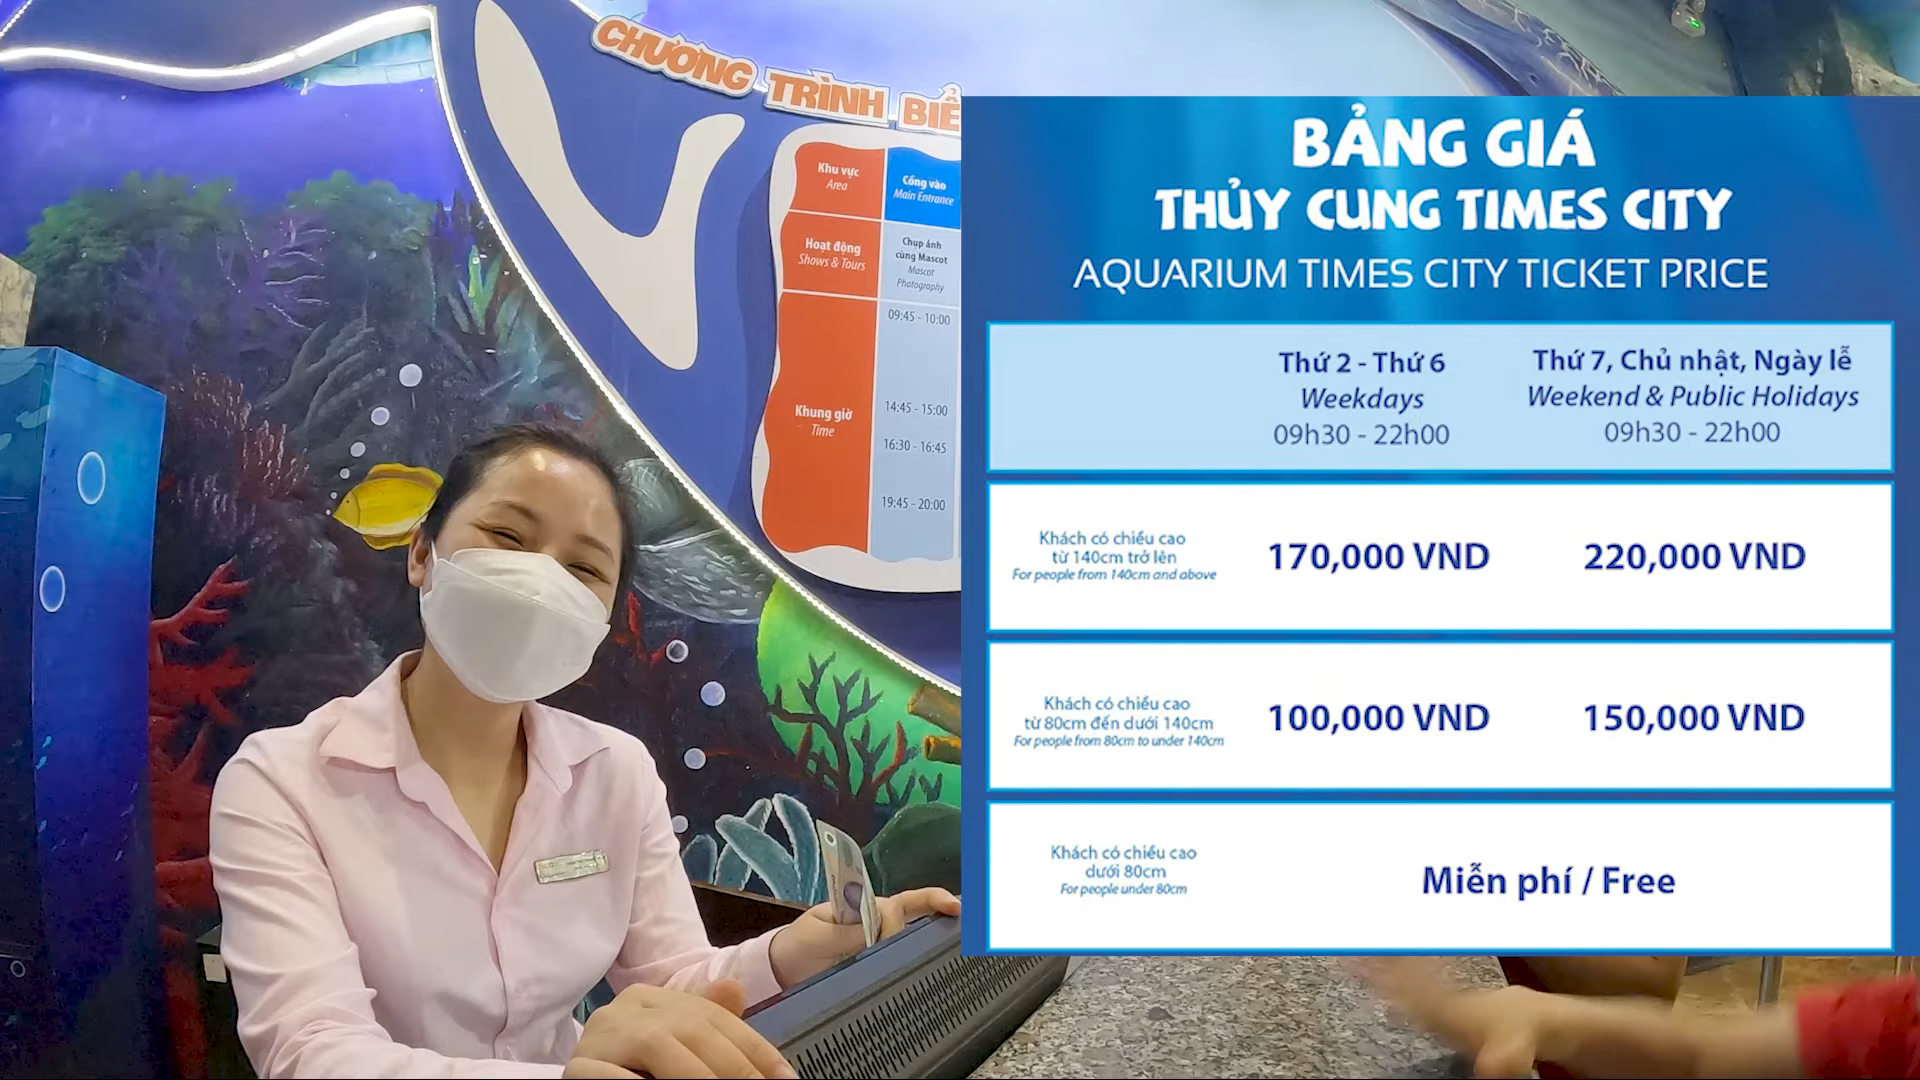 CHƯƠNG TRÌNH BIỂ
Khu vực
Area
Cổng vào
Main Entrance
Hoạt động
Shows & Tours
Chụp ảnh
cùng Mascot
Mascot
Photography
Khung giờ
Time
09:45 - 10:00
14:45 - 15:00
16:30 - 16:45
19:45 - 20:00
BẢNG GIÁ
THỦY CUNG TIMES CITY
AQUARIUM TIMES CITY TICKET PRICE
Thứ 2 - Thứ 6
Weekdays
09h30 - 22h00
Thứ 7, Chủ nhật, Ngày lễ
Weekend & Public Holidays
09h30 - 22h00
Khách có chiều cao
từ 140cm trở lên
For people from 140cm and above
170,000 VND
220,000 VND
Khách có chiều cao
từ 80cm đến dưới 140cm
For people from 80cm to under 140cm
100,000 VND
150,000 VND
Khách có chiều cao
dưới 80cm
For people under 80cm
Miễn phí / Free